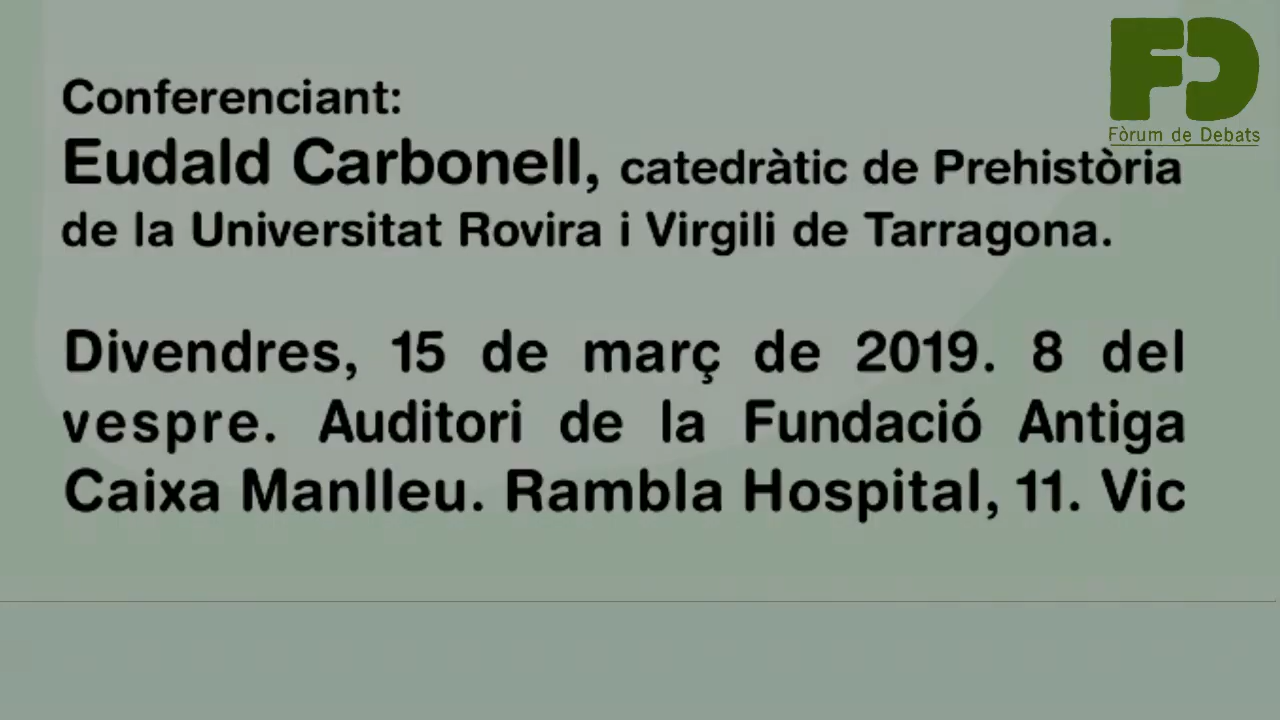 FD
Fòrum de Debats
Conferenciant:
Eudald Carbonell, catedràtic de Prehistòria
de la Universitat Rovira i Virgili de Tarragona.
Divendres, 15 de març de 2019. 8 del
vespre. Auditori de la Fundació Antiga
Caixa Manlleu. Rambla Hospital, 11. Vic